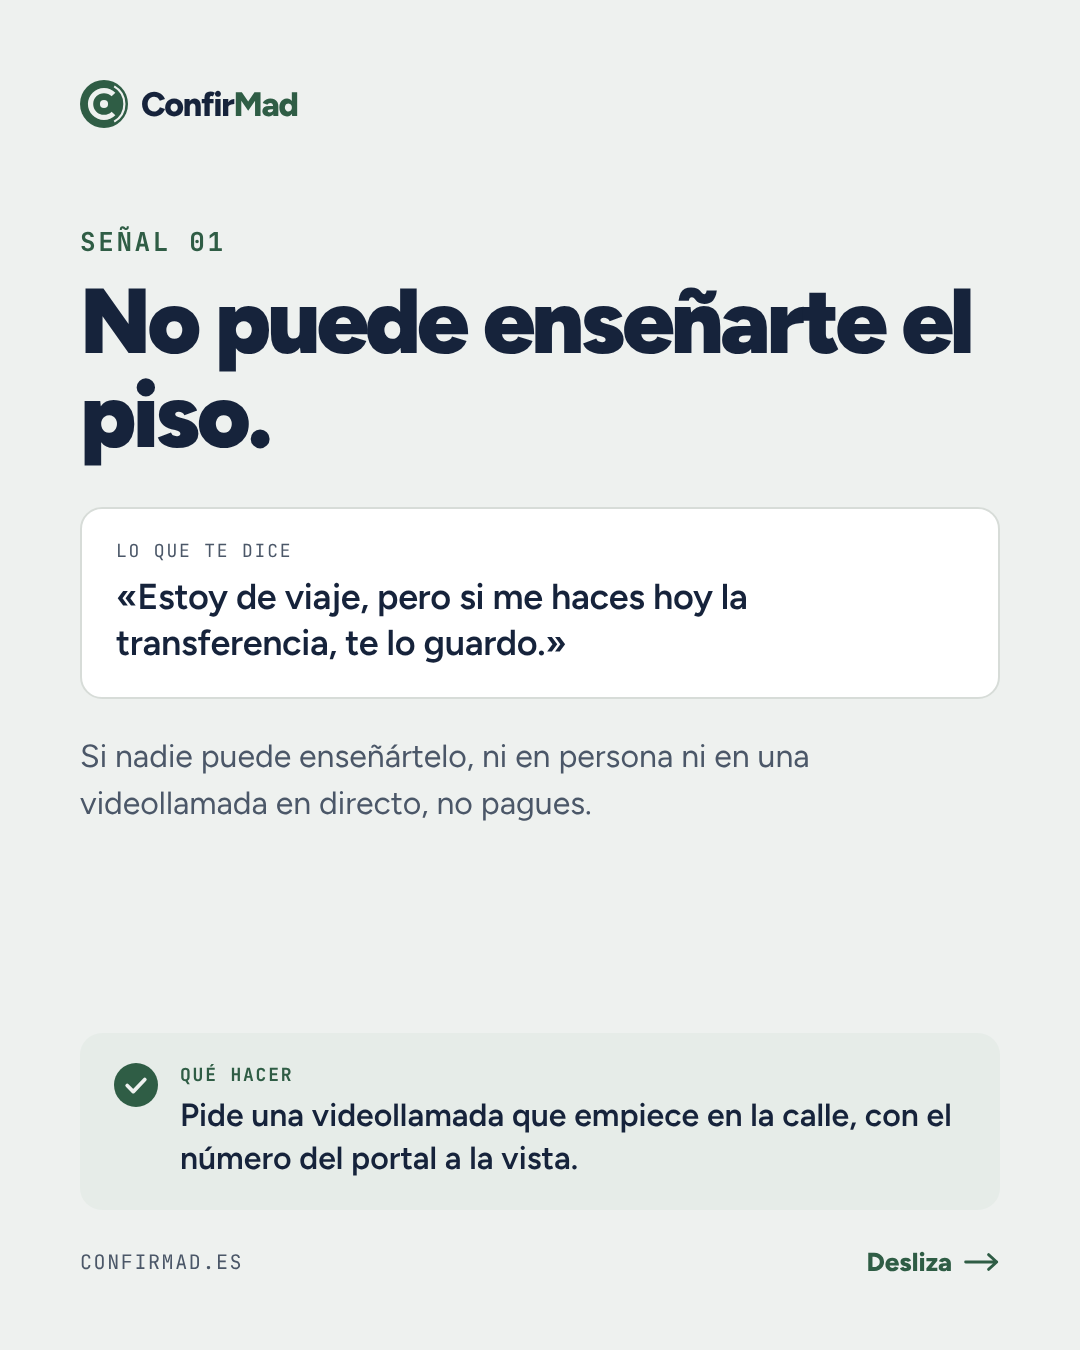 ConfirMad
SEÑAL 01
No puede enseñarte el
piso.
LO QUE TE DICE
«Estoy de viaje, pero si me haces hoy la
transferencia, te lo guardo.»
Si nadie puede enseñártelo, ni en persona ni en una
videollamada en directo, no pagues.
QUÉ HACER
Pide una videollamada que empiece en la calle, con el
número del portal a la vista.
CONFIRMAD.ES
Desliza →